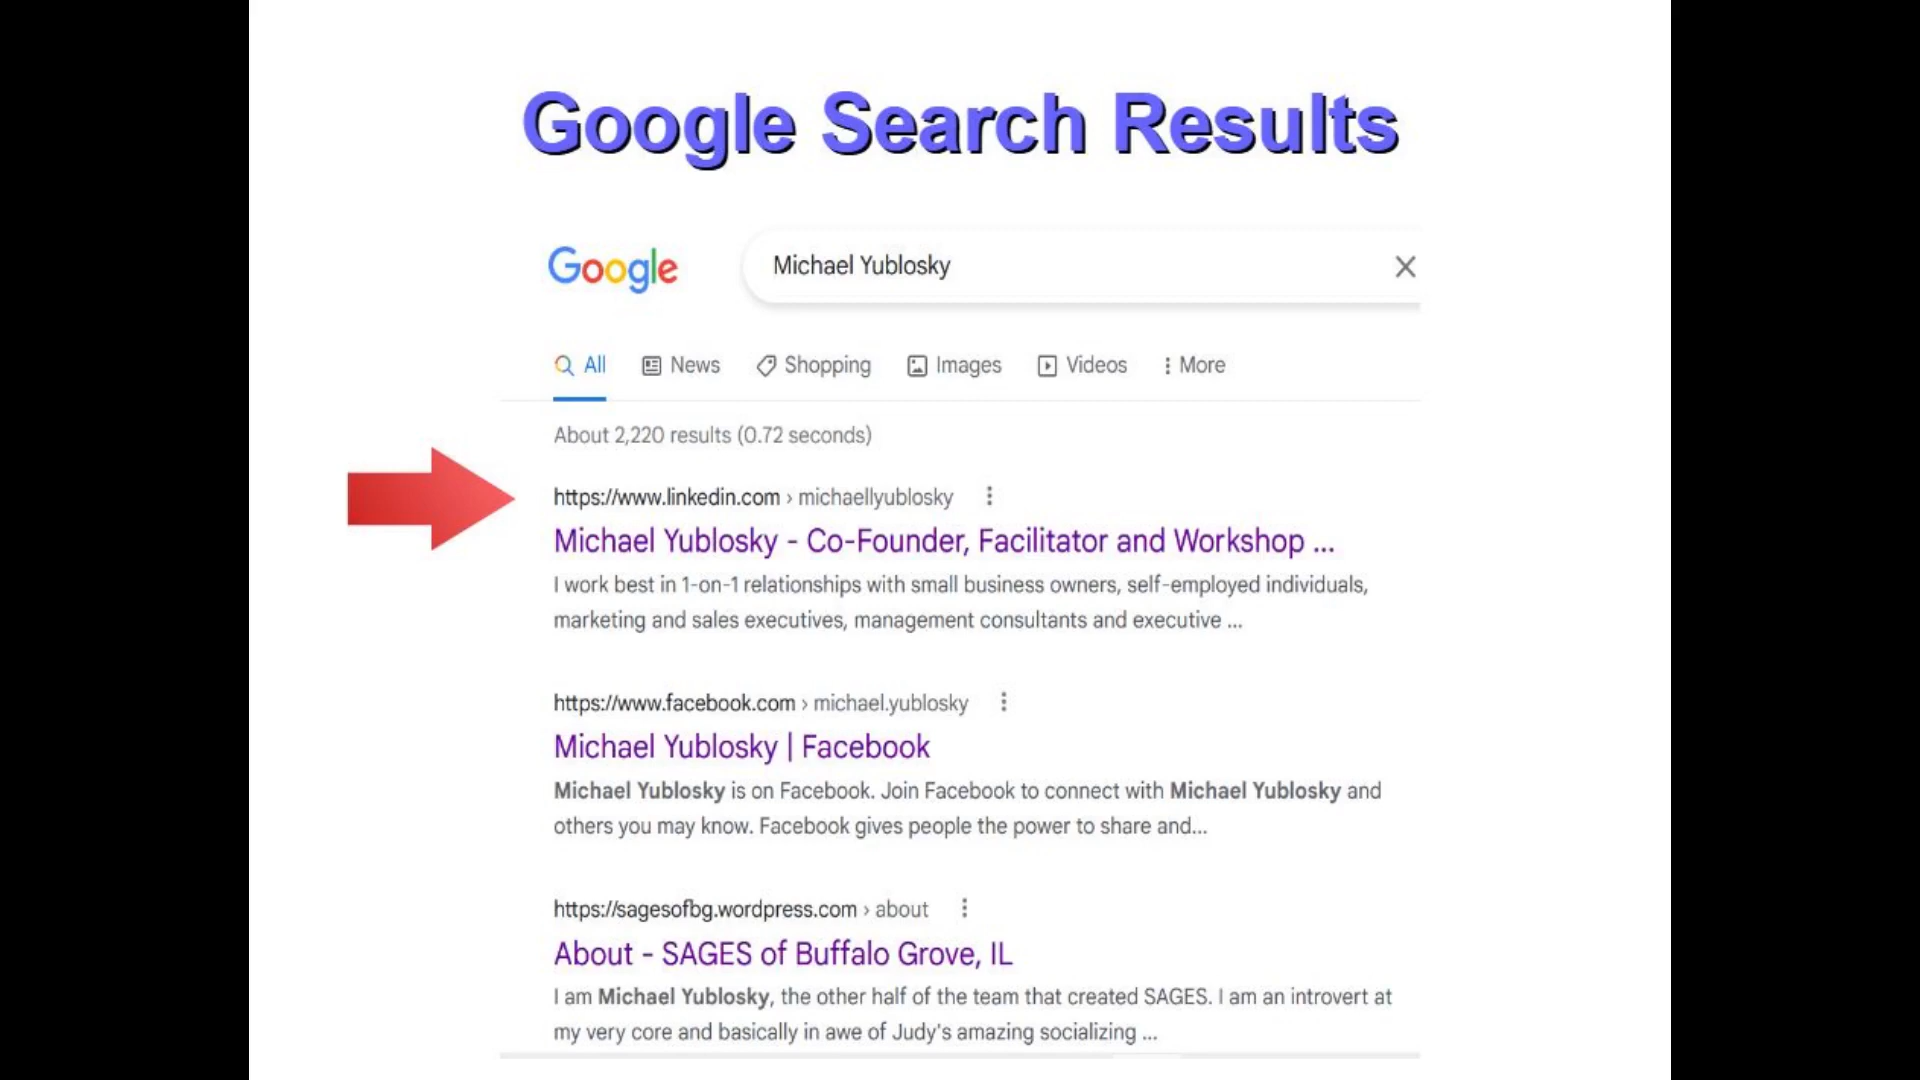 Google Search Results
Google
Michael Yublosky
All News Shopping Images Videos More
About 2,220 results (0.72 seconds)
https://www.linkedin.com › michaellyublosky
Michael Yublosky - Co-Founder, Facilitator and Workshop ...
I work best in 1-on-1 relationships with small business owners, self-employed individuals,
marketing and sales executives, management consultants and executive ...
https://www.facebook.com › michael.yublosky
Michael Yublosky | Facebook
Michael Yublosky is on Facebook. Join Facebook to connect with Michael Yublosky and
others you may know. Facebook gives people the power to share and...
https://sagesofbg.wordpress.com › about
About - SAGES of Buffalo Grove, IL
I am Michael Yublosky, the other half of the team that created SAGES. I am an introvert at
my very core and basically in awe of Judy's amazing socializing ...